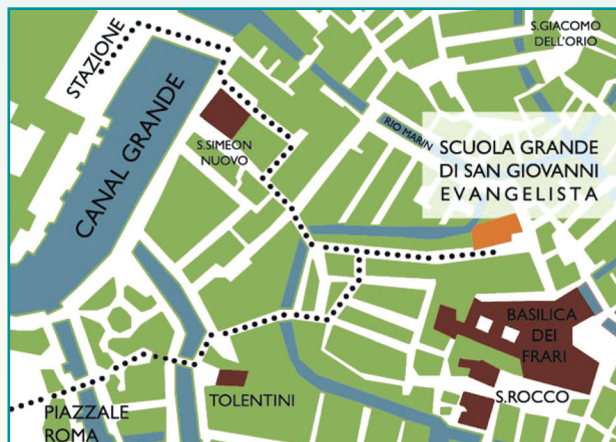 S.GIACOMO
DELL'ORIO
STAZIONE
CANAL GRANDE
RIO MARIN
S.SIMEON
NUOVO
SCUOLA GRANDE
DI SAN GIOVANNI
EVANGELISTA
BASILICA
DEI
FRARI
S.ROCCO
TOLENTINI
PIAZZALE
ROMA